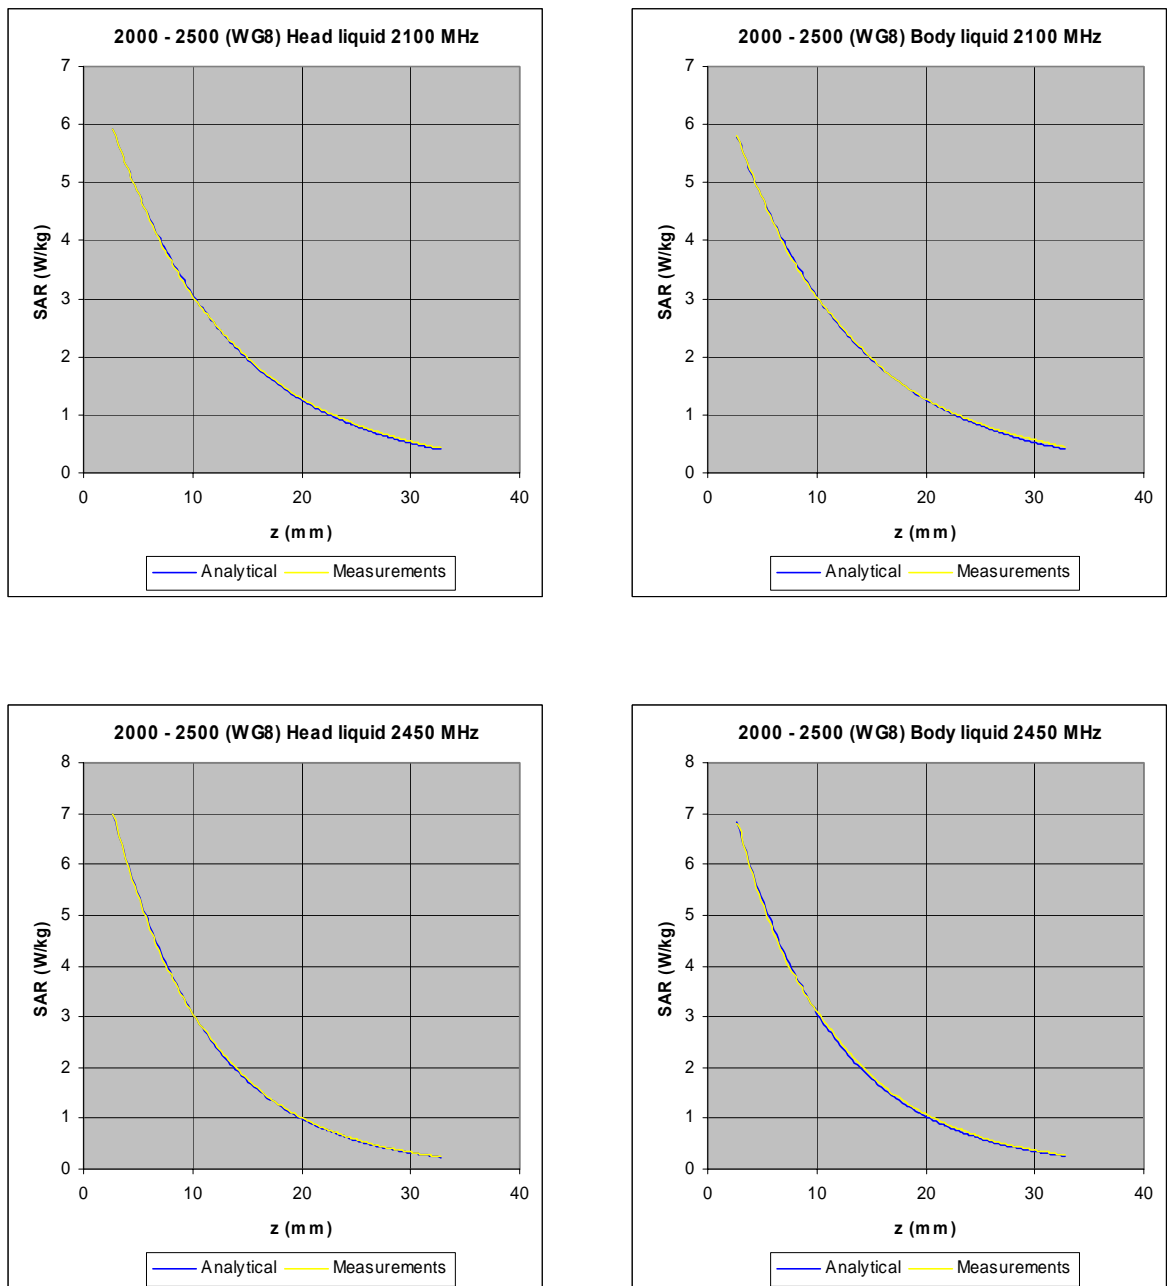 2000 - 2500 (WG8) Head liquid 2100 MHz
7
6
5
4
3
2
1
0
SAR (W/kg)
0 10 20 30 40
z (mm)
Analytical Measurements
2000 - 2500 (WG8) Body liquid 2100 MHz
7
6
5
4
3
2
1
0
SAR (W/kg)
0 10 20 30 40
z (mm)
Analytical Measurements
2000 - 2500 (WG8) Head liquid 2450 MHz
8
7
6
5
4
3
2
1
0
SAR (W/kg)
0 10 20 30 40
z (mm)
Analytical Measurements
2000 - 2500 (WG8) Body liquid 2450 MHz
8
7
6
5
4
3
2
1
0
SAR (W/kg)
0 10 20 30 40
z (mm)
Analytical Measurements